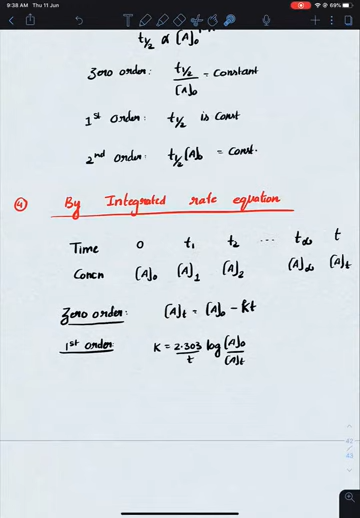 9:38 AM Thu 11 Jun
69%
t½ α [A]₀
Zero order: t½/[A]₀ = Constant
1st Order: t½ is Const
2nd Order: t½[A]₀ = Const.
④ By Integrated rate equation
Time 0 t₁ t₂ ... t∞ t
Concn [A]₀ [A]₁ [A]₂ [A]∞ [A]t
Zero order: [A]t = [A]₀ - Kt
1st order: K = 2.303/t log [A]₀/[A]t
42
43